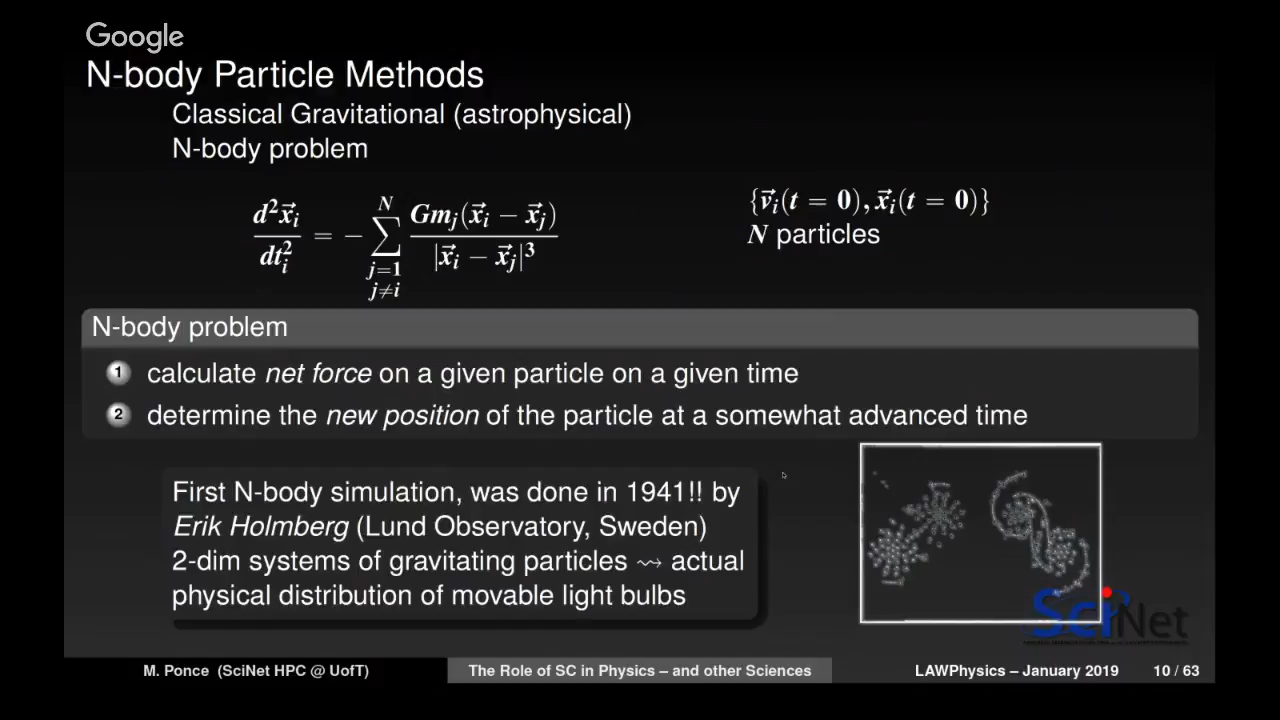 Google
N-body Particle Methods
Classical Gravitational (astrophysical)
N-body problem
d²x⃗ᵢ/dtᵢ² = − ∑_{j=1, j≠i}^{N} Gmⱼ(x⃗ᵢ − x⃗ⱼ)/|x⃗ᵢ − x⃗ⱼ|³
{v⃗ᵢ(t = 0), x⃗ᵢ(t = 0)}
N particles
N-body problem
1 calculate net force on a given particle on a given time
2 determine the new position of the particle at a somewhat advanced time
First N-body simulation, was done in 1941!! by
Erik Holmberg (Lund Observatory, Sweden)
2-dim systems of gravitating particles ⇝ actual
physical distribution of movable light bulbs
SciNet
M. Ponce (SciNet HPC @ UofT)
The Role of SC in Physics – and other Sciences
LAWPhysics – January 2019
10 / 63